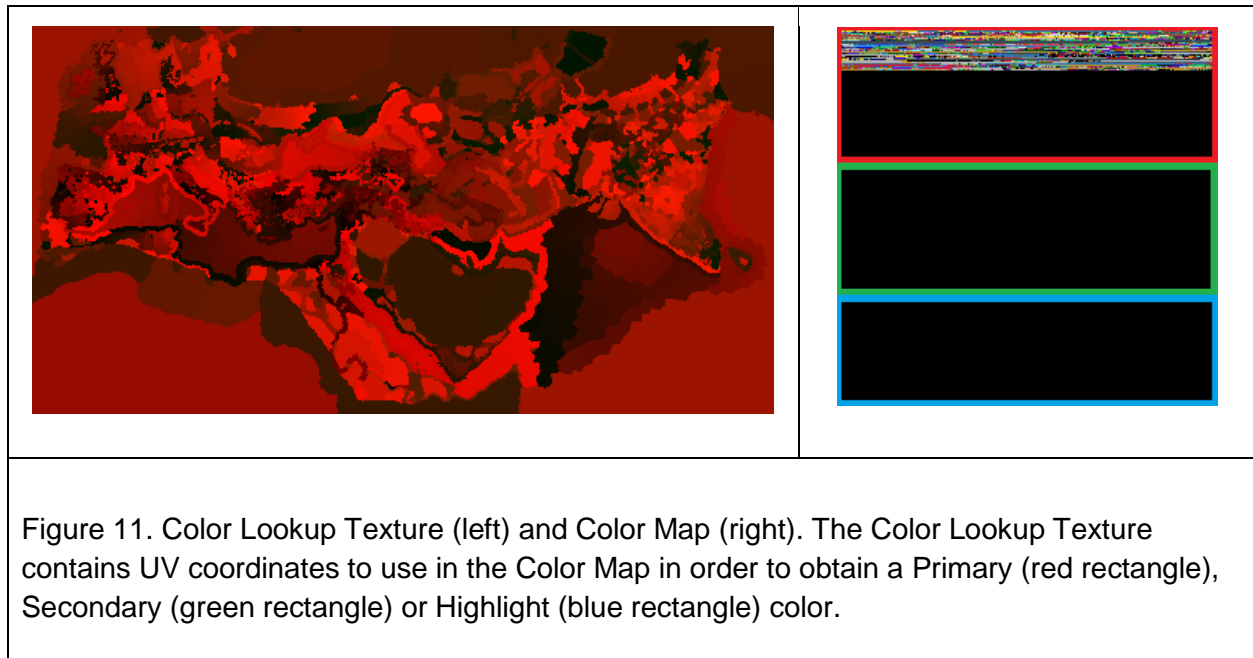 Figure 11. Color Lookup Texture (left) and Color Map (right). The Color Lookup Texture
contains UV coordinates to use in the Color Map in order to obtain a Primary (red rectangle),
Secondary (green rectangle) or Highlight (blue rectangle) color.